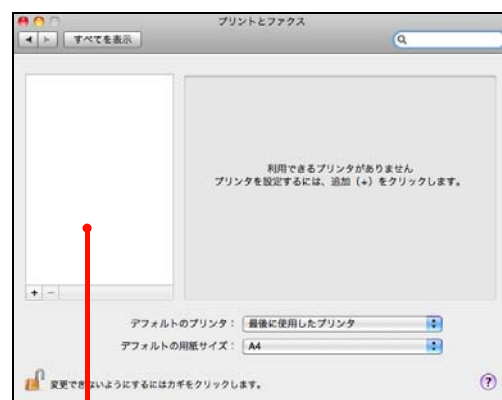 プリントとファクス
すべてを表示
利用できるプリンタがありません
プリンタを設定するには、追加（+）をクリックします。
+ −
デフォルトのプリンタ： 最後に使用したプリンタ
デフォルトの用紙サイズ： A4
変更できないようにするにはカギをクリックします。 ?